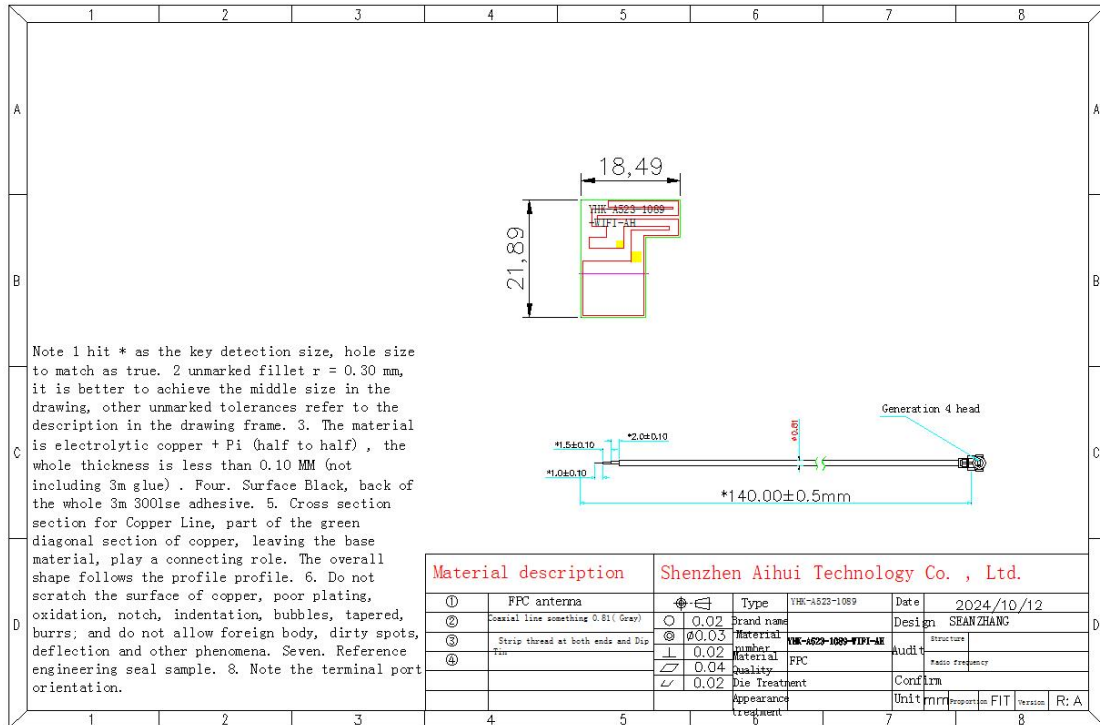 1 2 3 4 5 6 7 8
A A
18,49
YHK-A523-1089
-WIFI-AH
21,89
B B
Note 1 hit * as the key detection size, hole size
to match as true. 2 unmarked fillet r = 0.30 mm,
it is better to achieve the middle size in the
drawing, other unmarked tolerances refer to the
description in the drawing frame. 3. The material
is electrolytic copper + Pi (half to half) , the
whole thickness is less than 0.10 MM (not
including 3m glue) . Four. Surface Black, back of
the whole 3m 300lse adhesive. 5. Cross section
section for Copper Line, part of the green
diagonal section of copper, leaving the base
material, play a connecting role. The overall
shape follows the profile profile. 6. Do not
scratch the surface of copper, poor plating,
oxidation, notch, indentation, bubbles, tapered,
burrs; and do not allow foreign body, dirty spots,
deflection and other phenomena. Seven. Reference
engineering seal sample. 8. Note the terminal port
orientation.
Generation 4 head
*1.5±0.10
*2.0±0.10
ø0.81
*1.0±0.10
*140.00±0.5mm
C C
Material description
Shenzhen Aihui Technology Co. , Ltd.
① FPC antenna
② Coaxial line something 0.81( Gray)
③ Strip thread at both ends and Dip
Tin
④
0.02
ø0.03
0.02
0.04
0.02
Type YHK-A523-1089
Brand name
Material number YHK-A523-1089-WIFI-AH
Material Quality FPC
Die Treatment
Appearance treatment
Date 2024/10/12
Design SEANZHANG
Audit Structure
Radio frequency
Confirm
Unit mm Proportion FIT Version R: A
D D
1 2 3 4 5 6 7 8